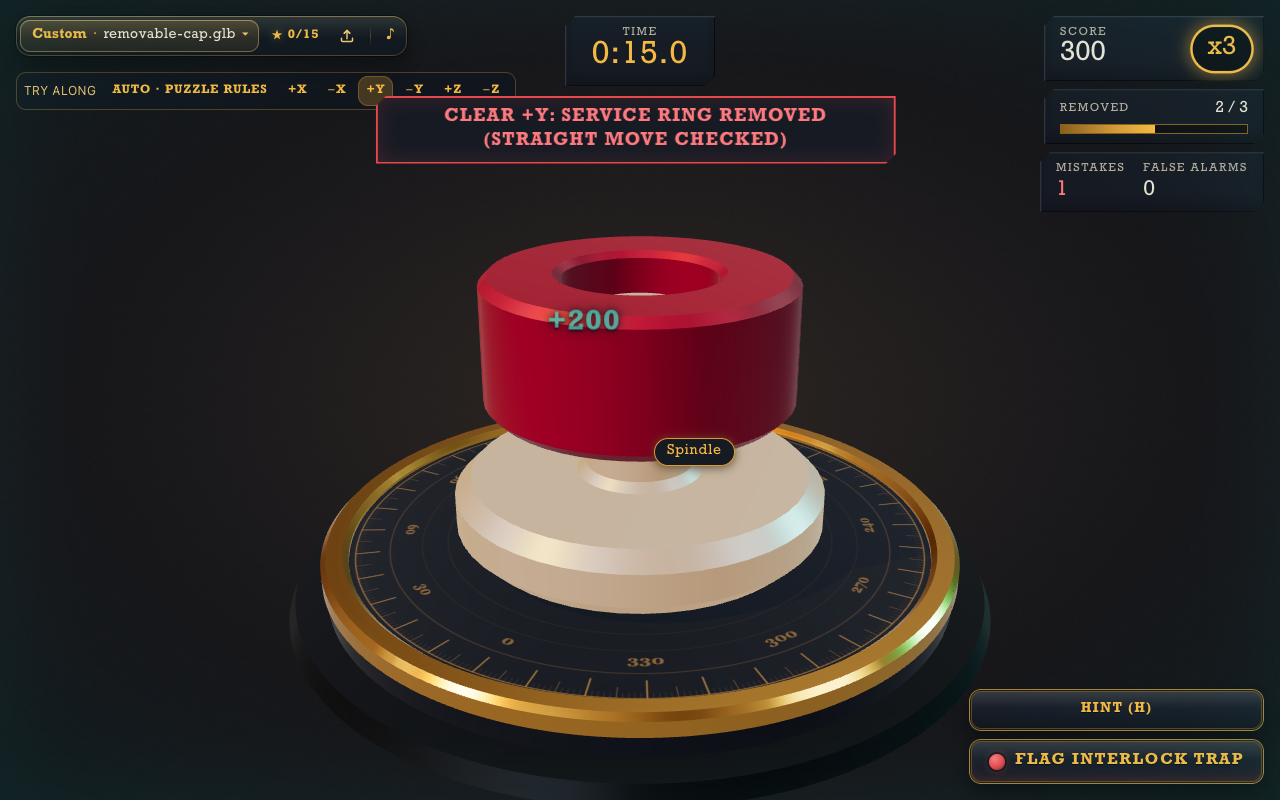 Custom · removable-cap.glb
★ 0/15
♪
TRY ALONG AUTO · PUZZLE RULES +X −X +Y −Y +Z −Z
TIME
0:15.0
CLEAR +Y: SERVICE RING REMOVED
(STRAIGHT MOVE CHECKED)
SCORE
300
x3
REMOVED 2 / 3
MISTAKES FALSE ALARMS
1 0
+200
Spindle
60
30
0
330
300
270
240
HINT (H)
FLAG INTERLOCK TRAP